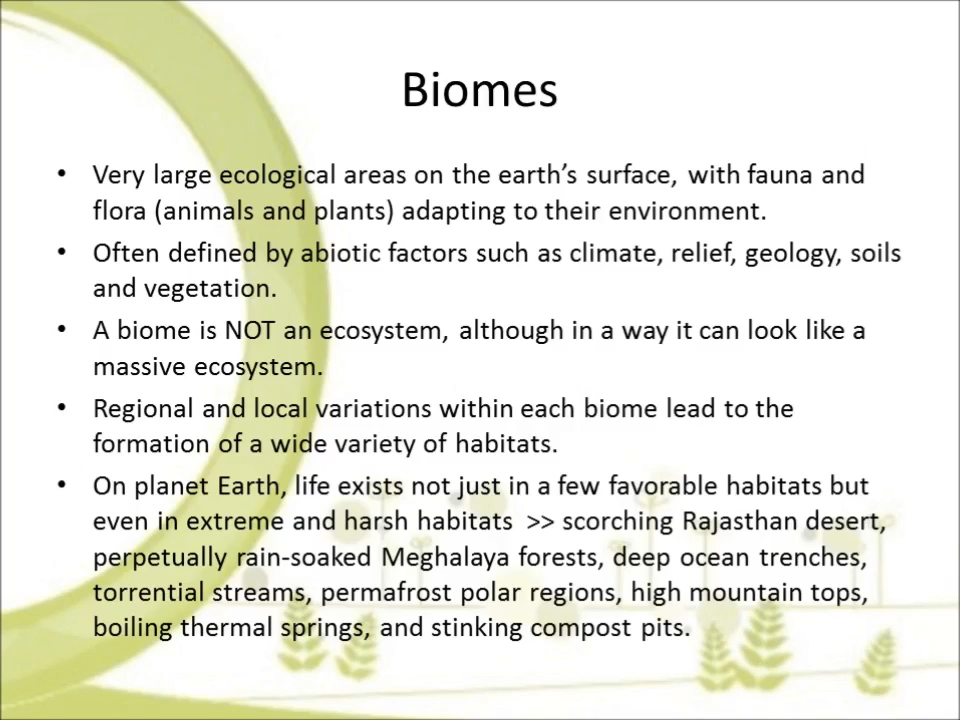 Biomes
• Very large ecological areas on the earth’s surface, with fauna and
flora (animals and plants) adapting to their environment.
• Often defined by abiotic factors such as climate, relief, geology, soils
and vegetation.
• A biome is NOT an ecosystem, although in a way it can look like a
massive ecosystem.
• Regional and local variations within each biome lead to the
formation of a wide variety of habitats.
• On planet Earth, life exists not just in a few favorable habitats but
even in extreme and harsh habitats >> scorching Rajasthan desert,
perpetually rain-soaked Meghalaya forests, deep ocean trenches,
torrential streams, permafrost polar regions, high mountain tops,
boiling thermal springs, and stinking compost pits.